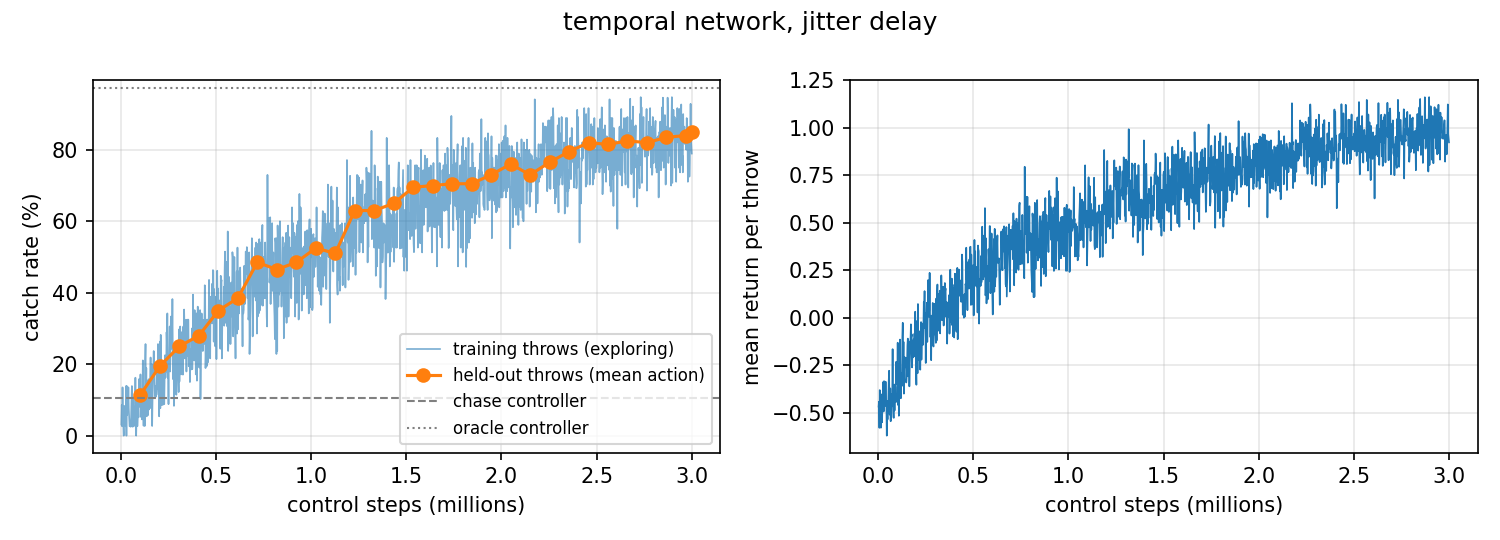 temporal network, jitter delay
catch rate (%)
80
60
40
20
0
training throws (exploring)
held-out throws (mean action)
chase controller
oracle controller
0.0 0.5 1.0 1.5 2.0 2.5 3.0
control steps (millions)
mean return per throw
1.25
1.00
0.75
0.50
0.25
0.00
−0.25
−0.50
0.0 0.5 1.0 1.5 2.0 2.5 3.0
control steps (millions)